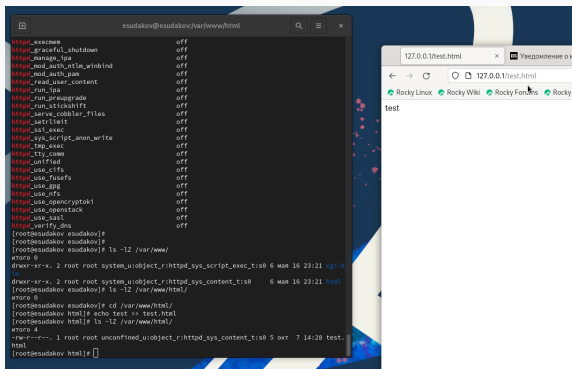 esudakov@esudakov:/var/www/html
httpd_execmem off
httpd_graceful_shutdown off
httpd_manage_ipa off
httpd_mod_auth_ntlm_winbind off
httpd_mod_auth_pam off
httpd_read_user_content off
httpd_run_ipa off
httpd_run_preupgrade off
httpd_run_stickshift off
httpd_serve_cobbler_files off
httpd_setrlimit off
httpd_ssi_exec off
httpd_sys_script_anon_write off
httpd_tmp_exec off
httpd_tty_comm off
httpd_unified off
httpd_use_cifs off
httpd_use_fusefs off
httpd_use_gpg off
httpd_use_nfs off
httpd_use_opencryptoki off
httpd_use_openstack off
httpd_use_sasl off
httpd_verify_dns off
[root@esudakov esudakov]#
[root@esudakov esudakov]#
[root@esudakov esudakov]# ls -lZ /var/www/
итого 0
drwxr-xr-x. 2 root root system_u:object_r:httpd_sys_script_exec_t:s0 6 мая 16 23:21 cgi-b
in
drwxr-xr-x. 2 root root system_u:object_r:httpd_sys_content_t:s0 6 мая 16 23:21 html
[root@esudakov esudakov]# ls -lZ /var/www/html/
итого 0
[root@esudakov esudakov]# cd /var/www/html/
[root@esudakov html]# echo test >> test.html
[root@esudakov html]# ls -lZ /var/www/html/
итого 4
-rw-r--r--. 1 root root unconfined_u:object_r:httpd_sys_content_t:s0 5 окт 7 14:28 test.
html
[root@esudakov html]#
127.0.0.1/test.html
Уведомление о к
127.0.0.1/test.html
Rocky Linux Rocky Wiki Rocky Forums Rocky
test